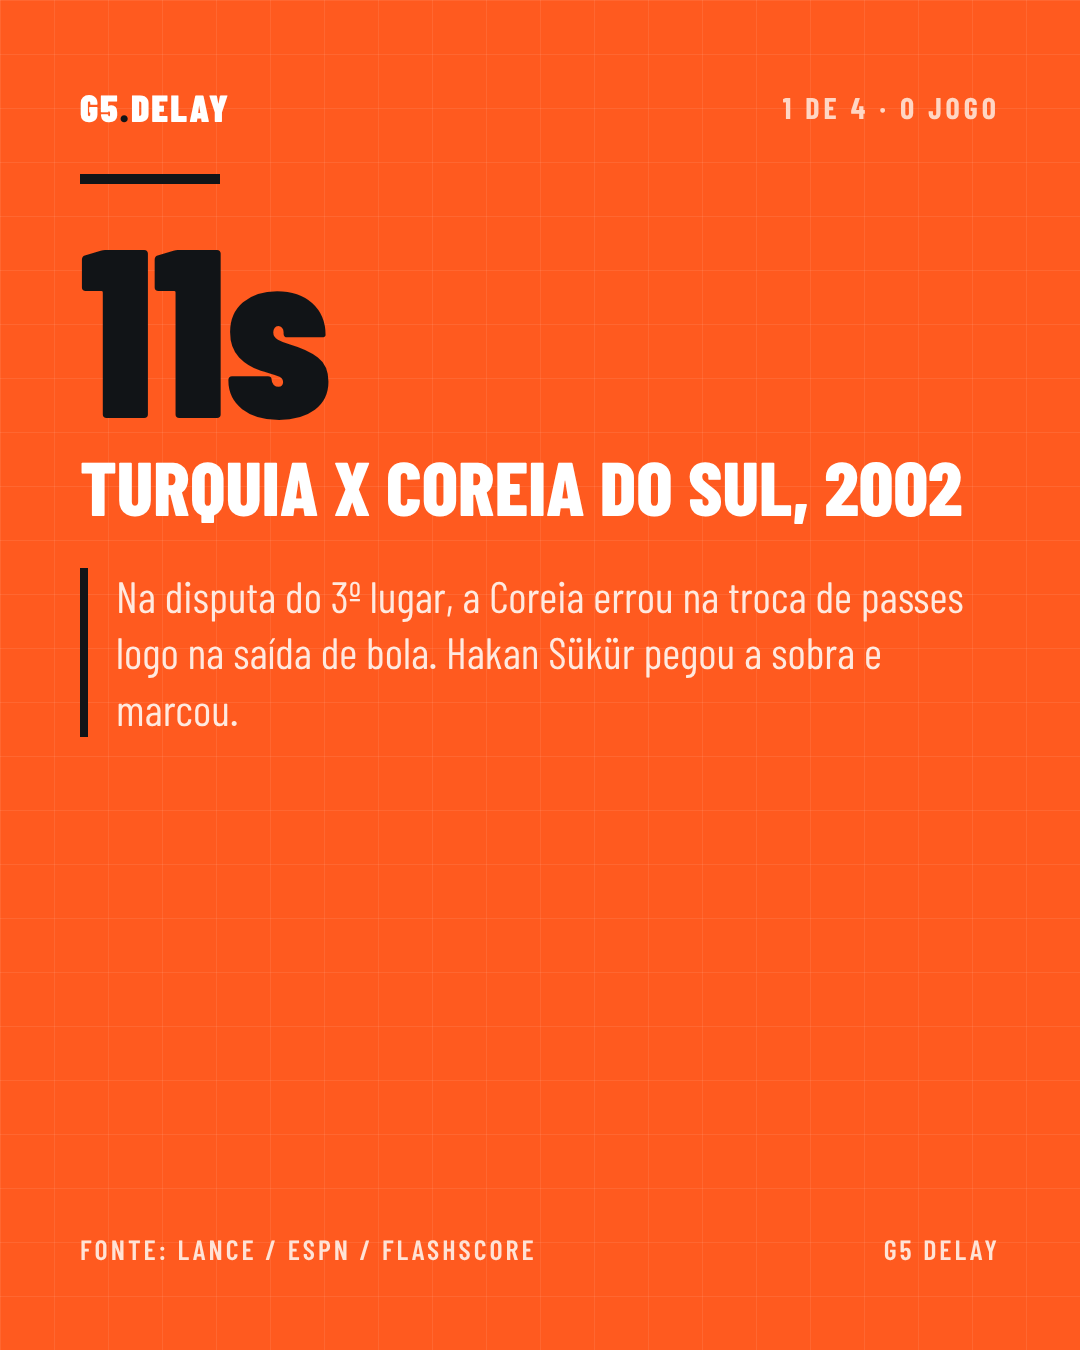 G5.DELAY
1 DE 4 · O JOGO
11s
TURQUIA X COREIA DO SUL, 2002
Na disputa do 3º lugar, a Coreia errou na troca de passes
logo na saída de bola. Hakan Sükür pegou a sobra e
marcou.
FONTE: LANCE / ESPN / FLASHSCORE
G5 DELAY